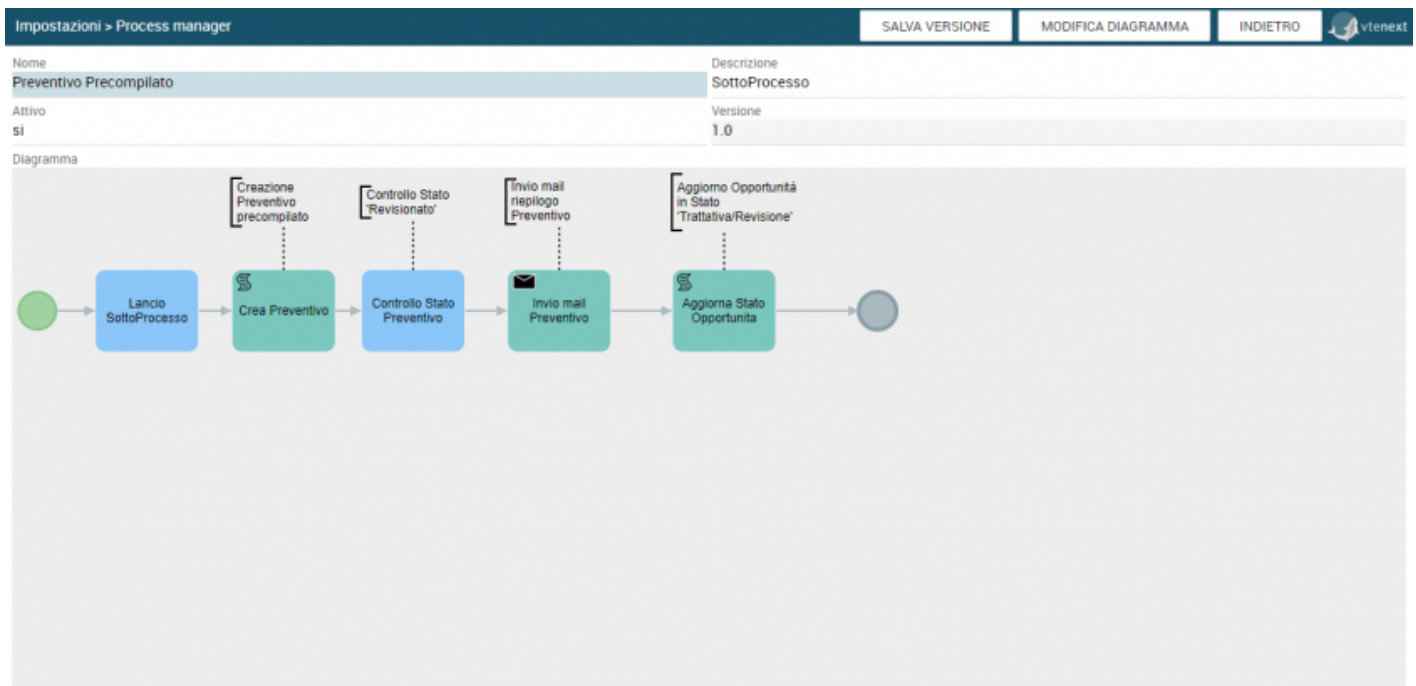 Impostazioni > Process manager
SALVA VERSIONE
MODIFICA DIAGRAMMA
INDIETRO
vtenext
Nome
Preventivo Precompilato
Descrizione
SottoProcesso
Attivo
si
Versione
1.0
Diagramma
Creazione
Preventivo
precompilato
Controllo Stato
'Revisionato'
Invio mail
riepilogo
Preventivo
Aggiorno Opportunità
in Stato
'Trattativa/Revisione'
Lancio
SottoProcesso
Crea Preventivo
Controllo Stato
Preventivo
Invio mail
Preventivo
Aggiorna Stato
Opportunita